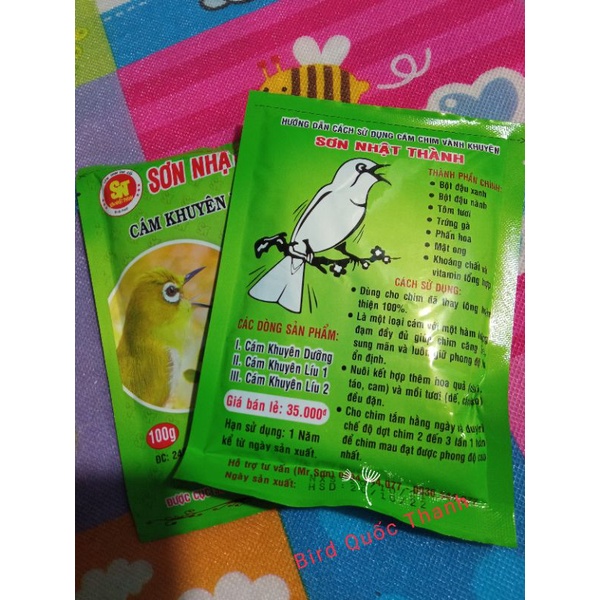 SƠN NHẠ
CÁM KHUYÊN
100g
HƯỚNG DẪN CÁCH SỬ DỤNG CÁM CHIM VÀNH KHUYÊN
SƠN NHẬT THÀNH
THÀNH PHẦN CHÍNH:
• Bột đậu xanh
• Bột đậu nành
• Tôm tươi
• Trứng gà
• Phấn hoa
• Mật ong
• Khoáng chất và
vitamin tổng hợp
CÁCH SỬ DỤNG:
• Dùng cho chim đã thay lông
thiện 100%.
• Là một loại cám với một hàm
đạm đầy đủ giúp chim căng
sung mãn và luôn giữ phong độ
ổn định.
• Nuôi kết hợp thêm hoa quả
táo, cam) và mồi tươi (dế,
đều đặn.
• Cho chim tắm hàng ngày
chế độ dợt chim 2 đến 3 lần 1
để chim mau đạt được phong độ
nhất.
CÁC DÒNG SẢN PHẨM:
I. Cám Khuyên Dưỡng
II. Cám Khuyên Líu 1
III. Cám Khuyên Líu 2
Giá bán lẻ: 35.000đ
Hạn sử dụng: 1 Năm
kể từ ngày sản xuất.
Hỗ trợ tư vấn (Mr.Sơn)
Ngày sản xuất:
HSD
Bird Quốc Thanh